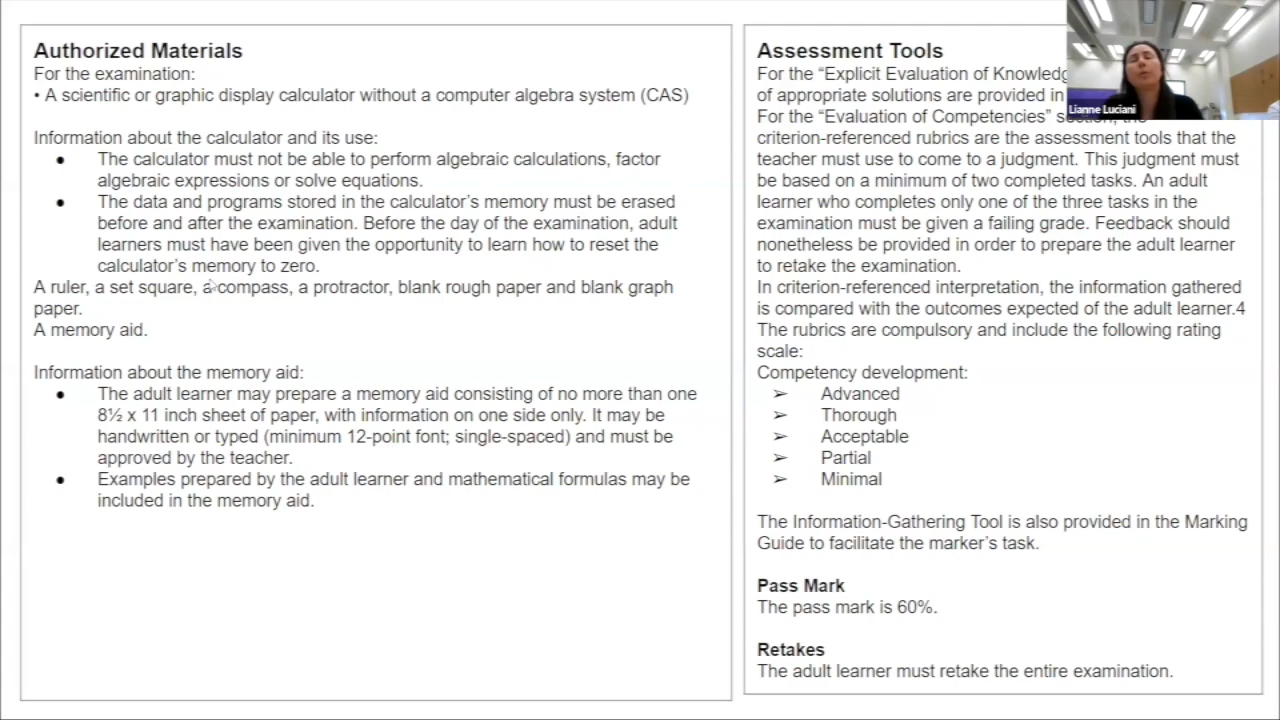 Authorized Materials
For the examination:
• A scientific or graphic display calculator without a computer algebra system (CAS)
Information about the calculator and its use:
● The calculator must not be able to perform algebraic calculations, factor
algebraic expressions or solve equations.
● The data and programs stored in the calculator’s memory must be erased
before and after the examination. Before the day of the examination, adult
learners must have been given the opportunity to learn how to reset the
calculator’s memory to zero.
A ruler, a set square, a compass, a protractor, blank rough paper and blank graph
paper.
A memory aid.
Information about the memory aid:
● The adult learner may prepare a memory aid consisting of no more than one
8½ x 11 inch sheet of paper, with information on one side only. It may be
handwritten or typed (minimum 12-point font; single-spaced) and must be
approved by the teacher.
● Examples prepared by the adult learner and mathematical formulas may be
included in the memory aid.
Assessment Tools
For the “Explicit Evaluation of
of appropriate solutions are provided in
For the “Evaluation of Competencies”
criterion-referenced rubrics are the assessment tools that the
teacher must use to come to a judgment. This judgment must
be based on a minimum of two completed tasks. An adult
learner who completes only one of the three tasks in the
examination must be given a failing grade. Feedback should
nonetheless be provided in order to prepare the adult learner
to retake the examination.
In criterion-referenced interpretation, the information gathered
is compared with the outcomes expected of the adult learner.4
The rubrics are compulsory and include the following rating
scale:
Competency development:
➢ Advanced
➢ Thorough
➢ Acceptable
➢ Partial
➢ Minimal
The Information-Gathering Tool is also provided in the Marking
Guide to facilitate the marker’s task.
Pass Mark
The pass mark is 60%.
Retakes
The adult learner must retake the entire examination.
Lianne Luciani